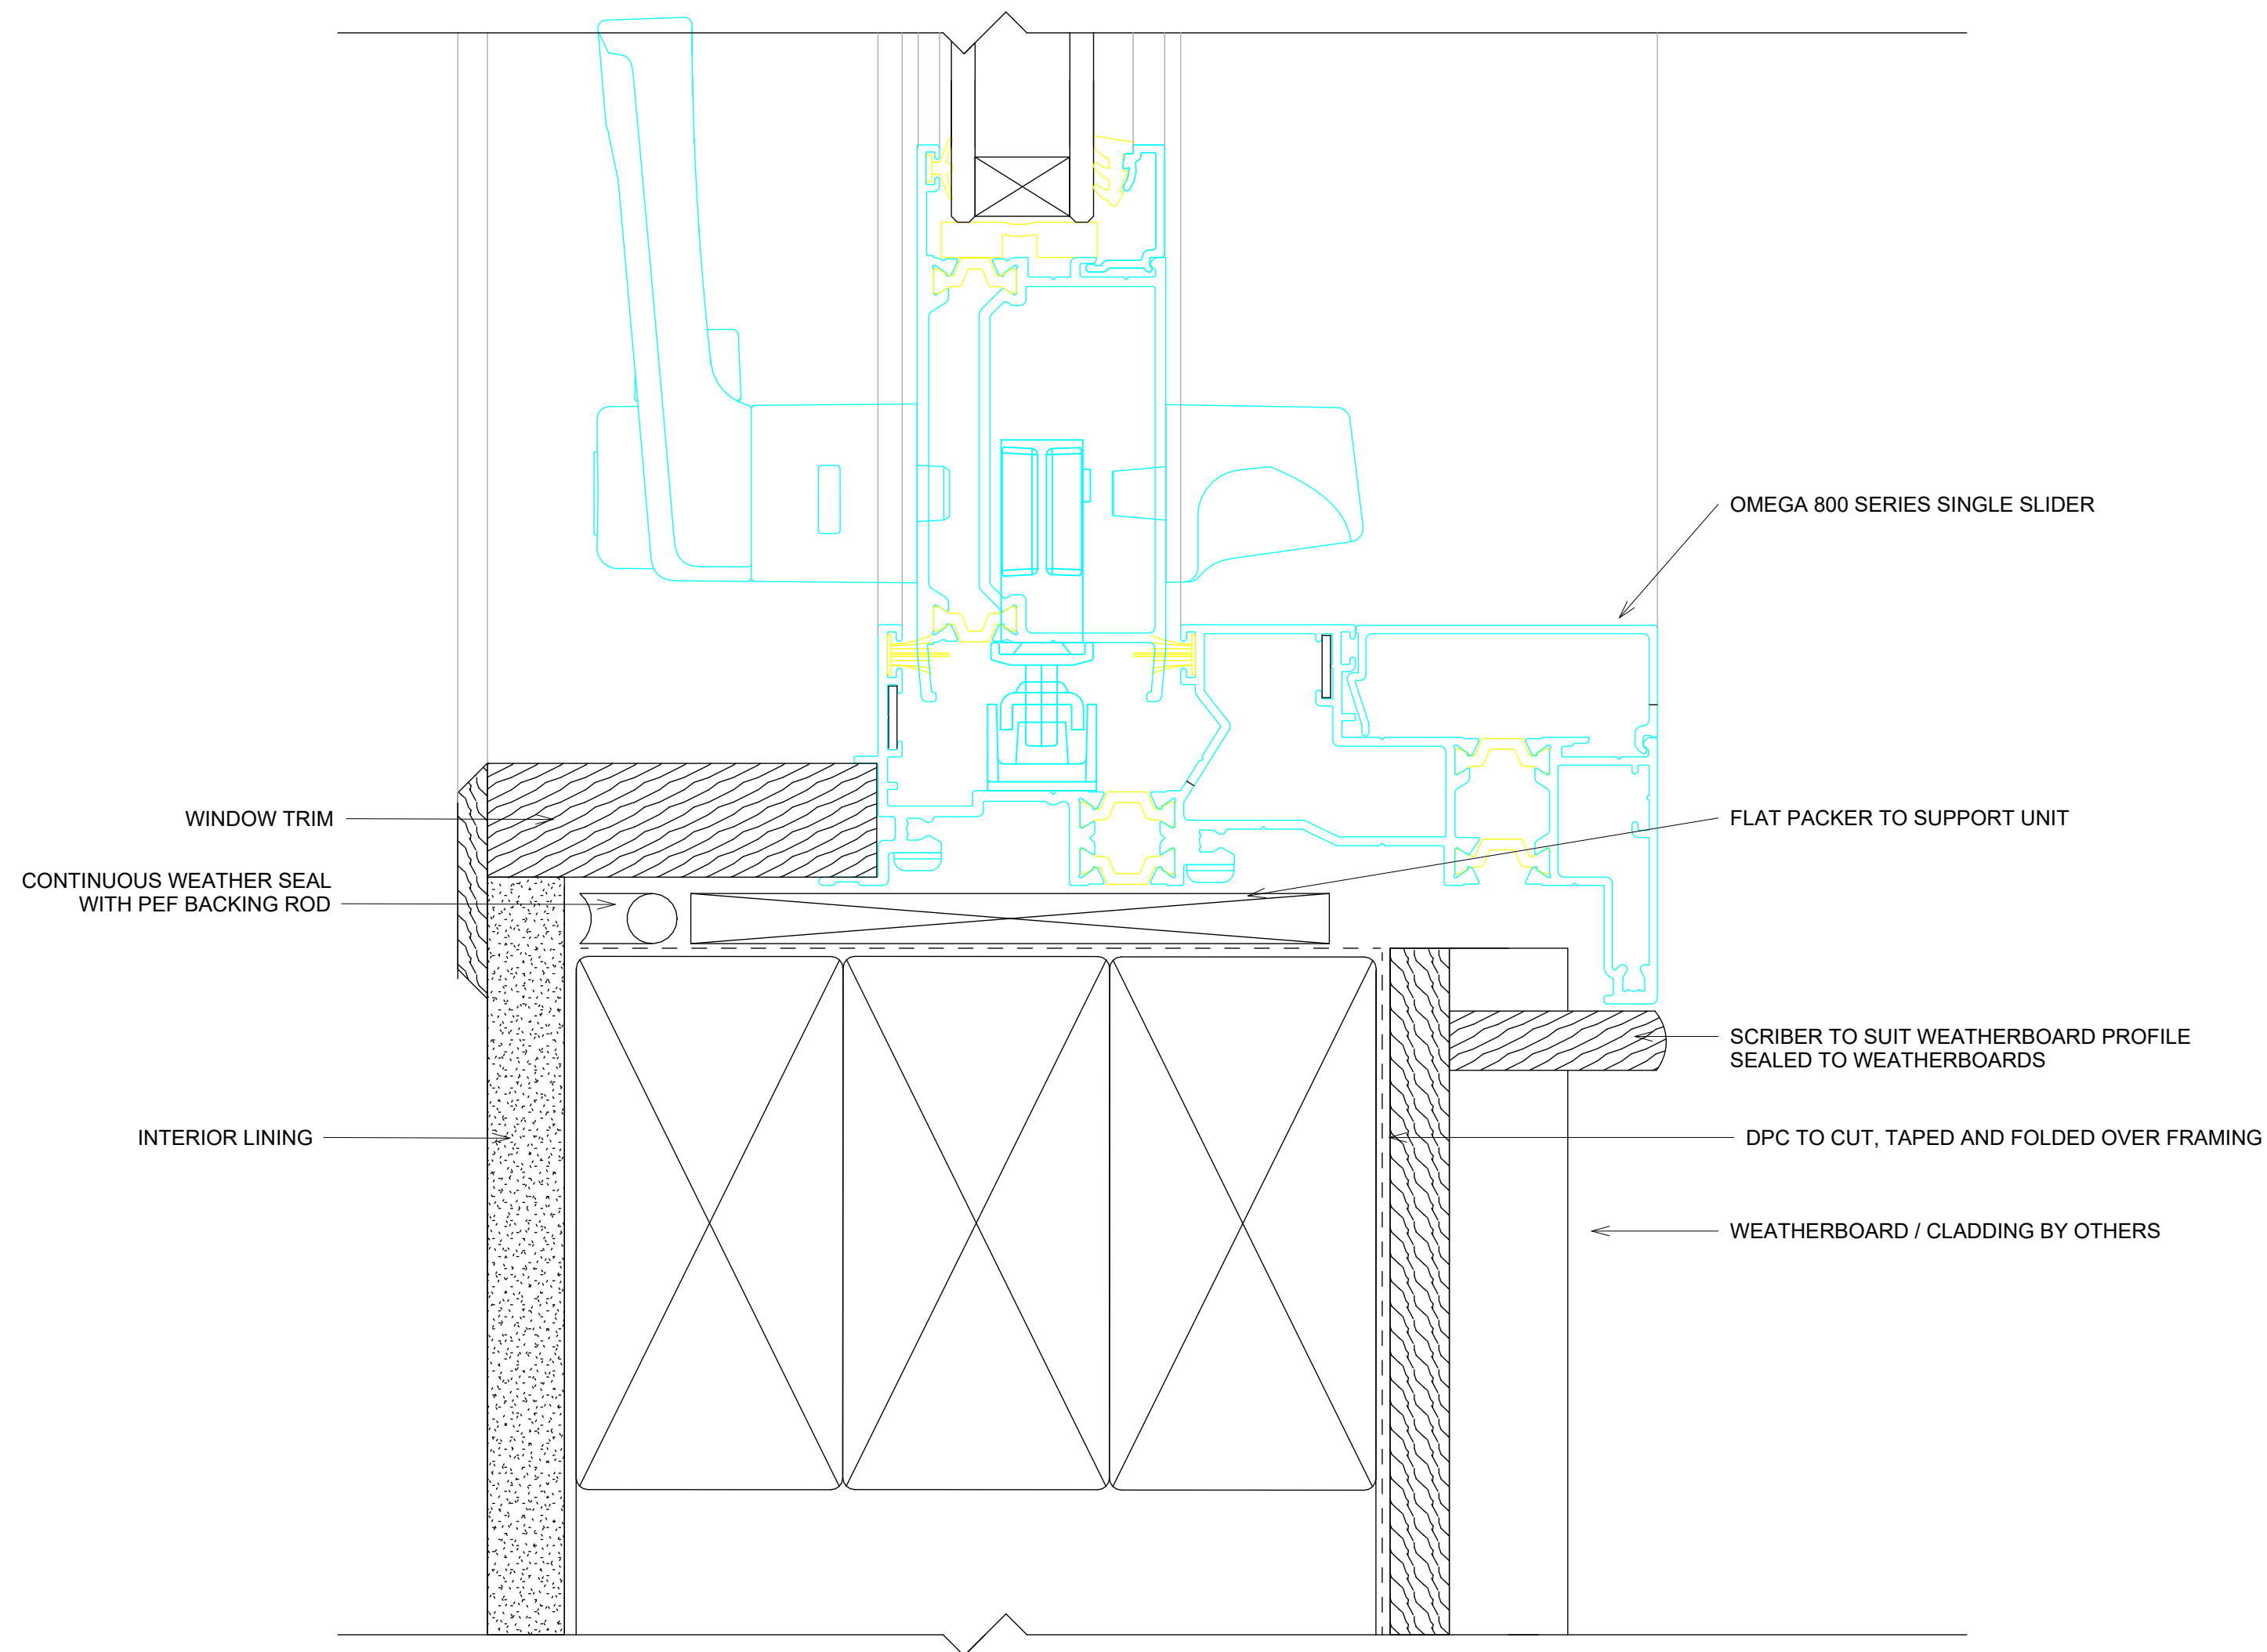 OMEGA 800 SERIES SINGLE SLIDER
WINDOW TRIM
FLAT PACKER TO SUPPORT UNIT
CONTINUOUS WEATHER SEAL
WITH PEF BACKING ROD
SCRIBER TO SUIT WEATHERBOARD PROFILE
SEALED TO WEATHERBOARDS
INTERIOR LINING
DPC TO CUT, TAPED AND FOLDED OVER FRAMING
WEATHERBOARD / CLADDING BY OTHERS